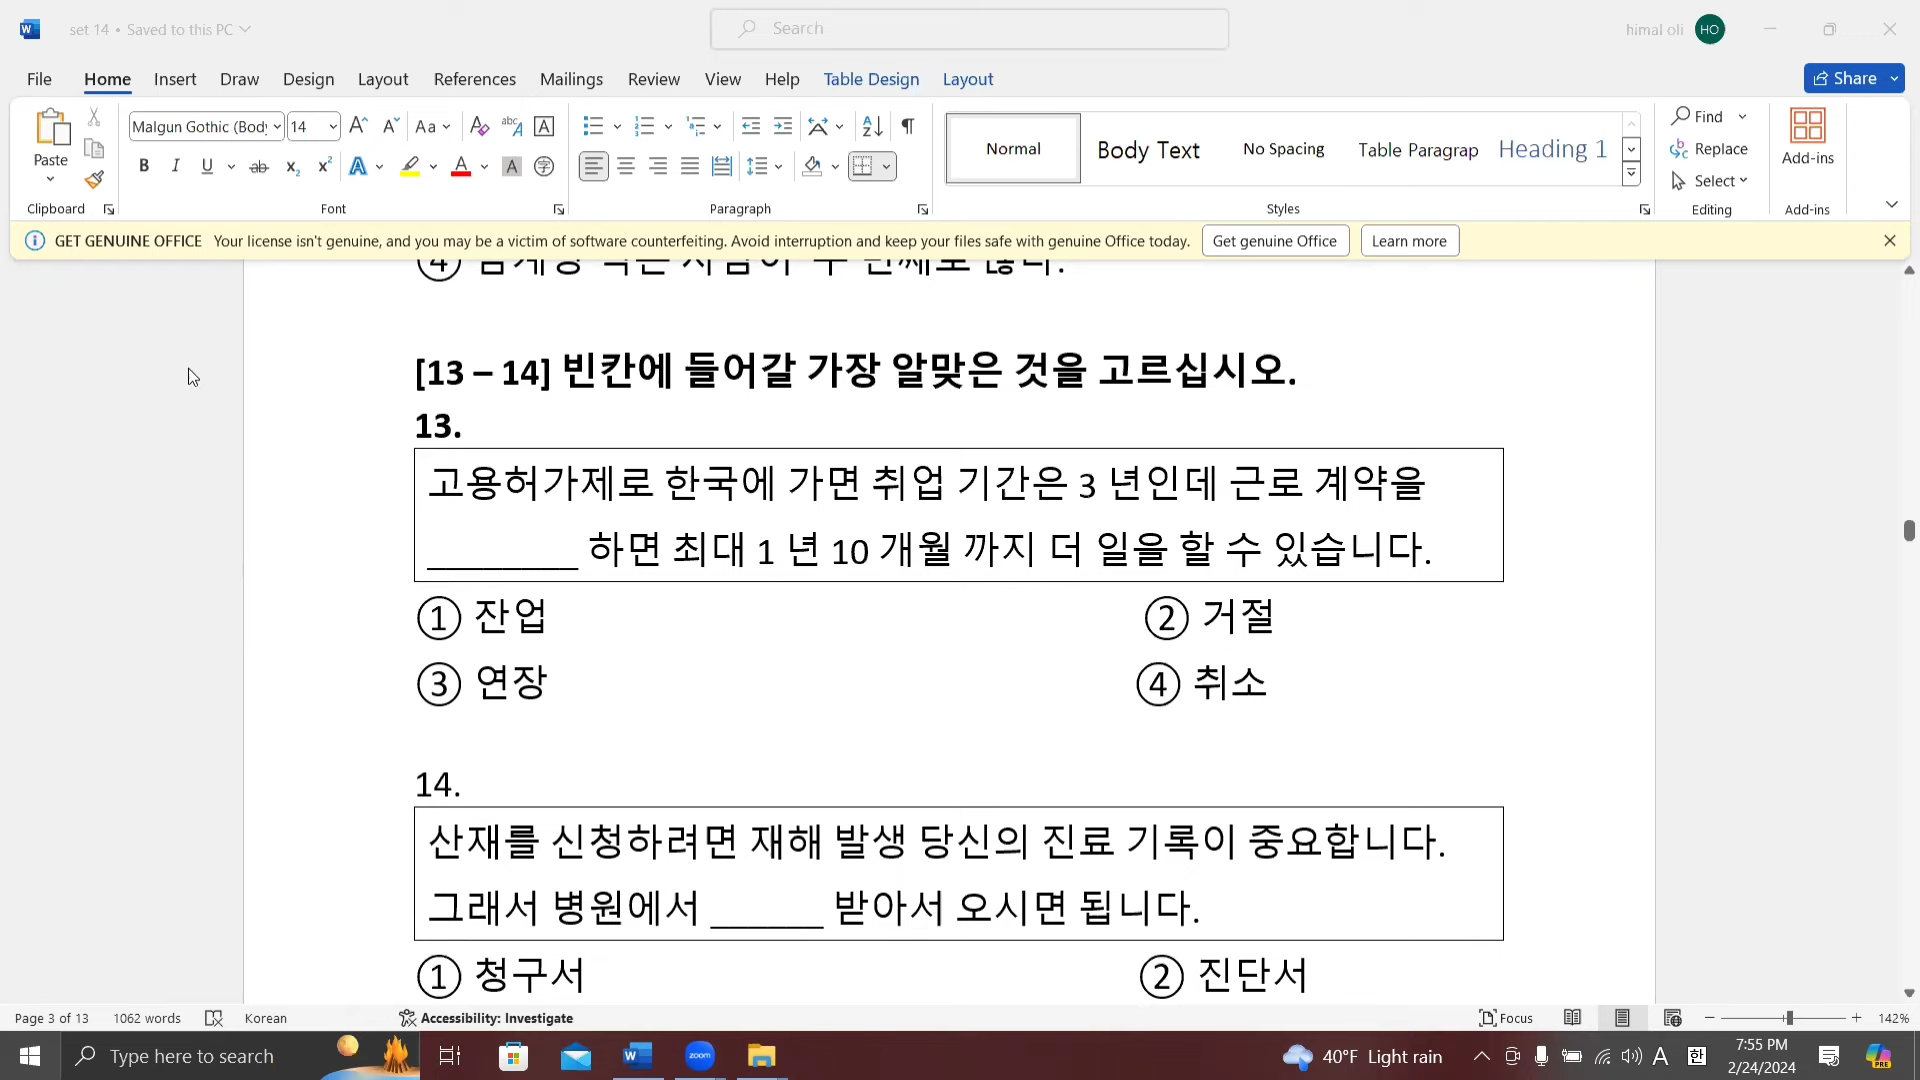 set 14 • Saved to this PC
Search
himal oli
HO
File Home Insert Draw Design Layout References Mailings Review View Help Table Design Layout
Share
Paste
Malgun Gothic (Body
14
Normal
Body Text
No Spacing
Table Paragrap
Heading 1
Find
Replace
Select
Add-ins
Clipboard
Font
Paragraph
Styles
Editing
Add-ins
GET GENUINE OFFICE Your license isn't genuine, and you may be a victim of software counterfeiting. Avoid interruption and keep your files safe with genuine Office today. Get genuine Office Learn more
[13 – 14] 빈칸에 들어갈 가장 알맞은 것을 고르십시오.
13.
고용허가제로 한국에 가면 취업 기간은 3 년인데 근로 계약을
________ 하면 최대 1 년 10 개월 까지 더 일을 할 수 있습니다.
① 잔업 ② 거절
③ 연장 ④ 취소
14.
산재를 신청하려면 재해 발생 당신의 진료 기록이 중요합니다.
그래서 병원에서 ______ 받아서 오시면 됩니다.
① 청구서 ② 진단서
Page 3 of 13 1062 words Korean Accessibility: Investigate Focus 142%
Type here to search
zoom
40°F Light rain
A 한
7:55 PM
2/24/2024
PRE